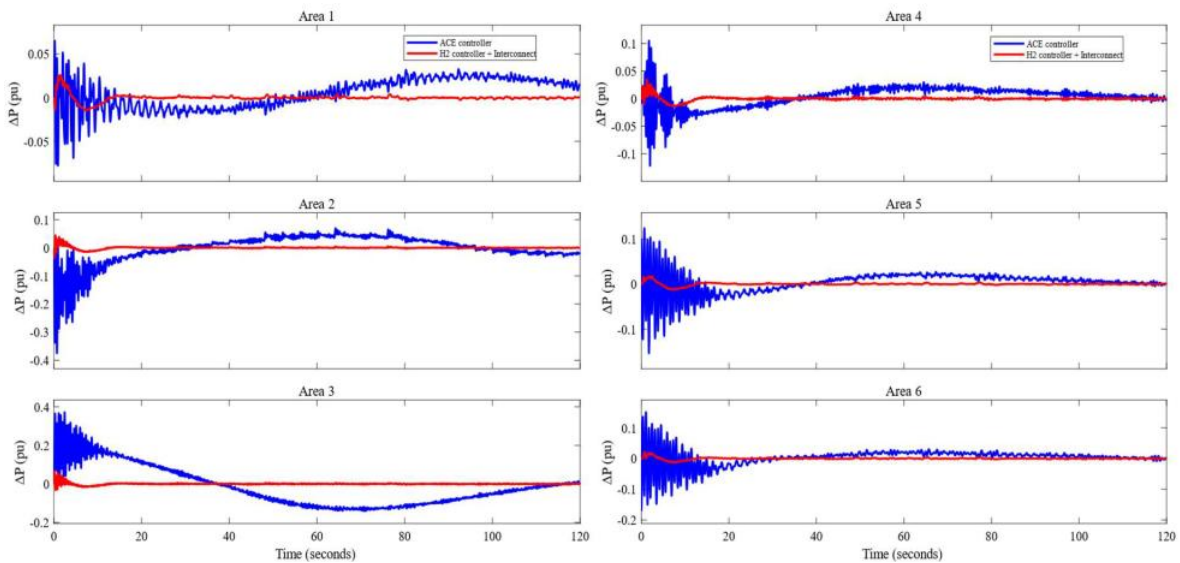 Area 1
ACE controller
H2 controller + Interconnect
0.05
0
-0.05
ΔP (pu)
Area 2
0.1
0
-0.1
-0.2
-0.3
-0.4
ΔP (pu)
Area 3
0.4
0.2
0
-0.2
ΔP (pu)
0 20 40 60 80 100 120
Time (seconds)
Area 4
ACE controller
H2 controller + Interconnect
0.1
0.05
0
-0.05
-0.1
ΔP (pu)
Area 5
0.1
0
-0.1
ΔP (pu)
Area 6
0.1
0
-0.1
-0.2
ΔP (pu)
0 20 40 60 80 100 120
Time (seconds)